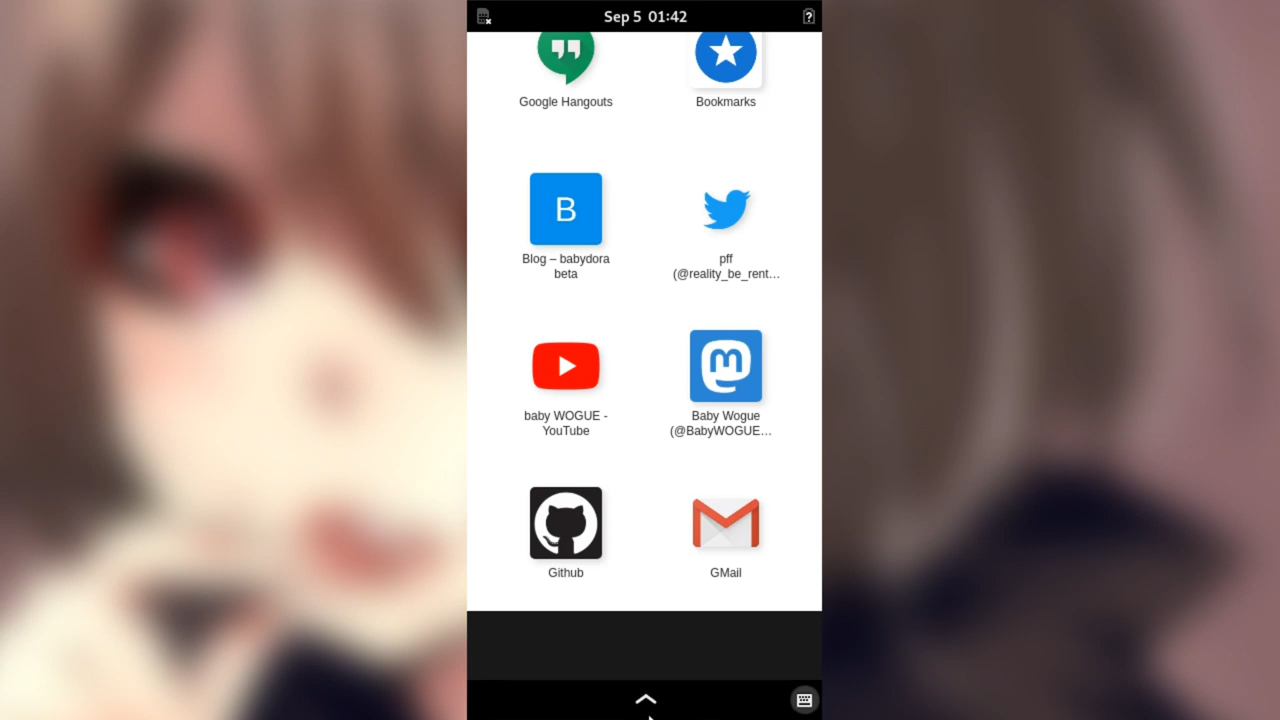 Sep 5 01:42
Google Hangouts
Bookmarks
B
Blog – babydora
beta
pff
(@reality_be_rent…
baby WOGUE -
YouTube
Baby Wogue
(@BabyWOGUE…
Github
GMail